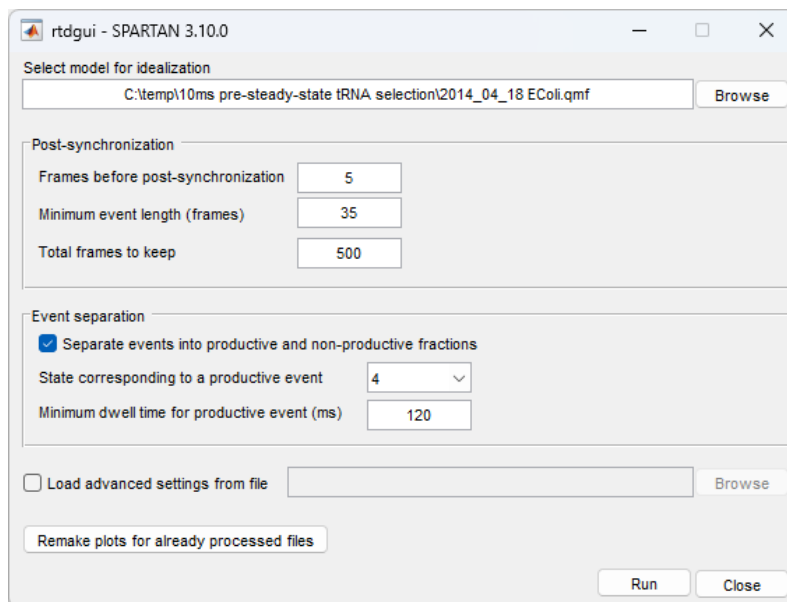 rtdgui - SPARTAN 3.10.0
Select model for idealization
C:\temp\10ms pre-steady-state tRNA selection\2014_04_18 EColi.qmf Browse
Post-synchronization
Frames before post-synchronization 5
Minimum event length (frames) 35
Total frames to keep 500
Event separation
Separate events into productive and non-productive fractions
State corresponding to a productive event 4
Minimum dwell time for productive event (ms) 120
Load advanced settings from file Browse
Remake plots for already processed files
Run Close